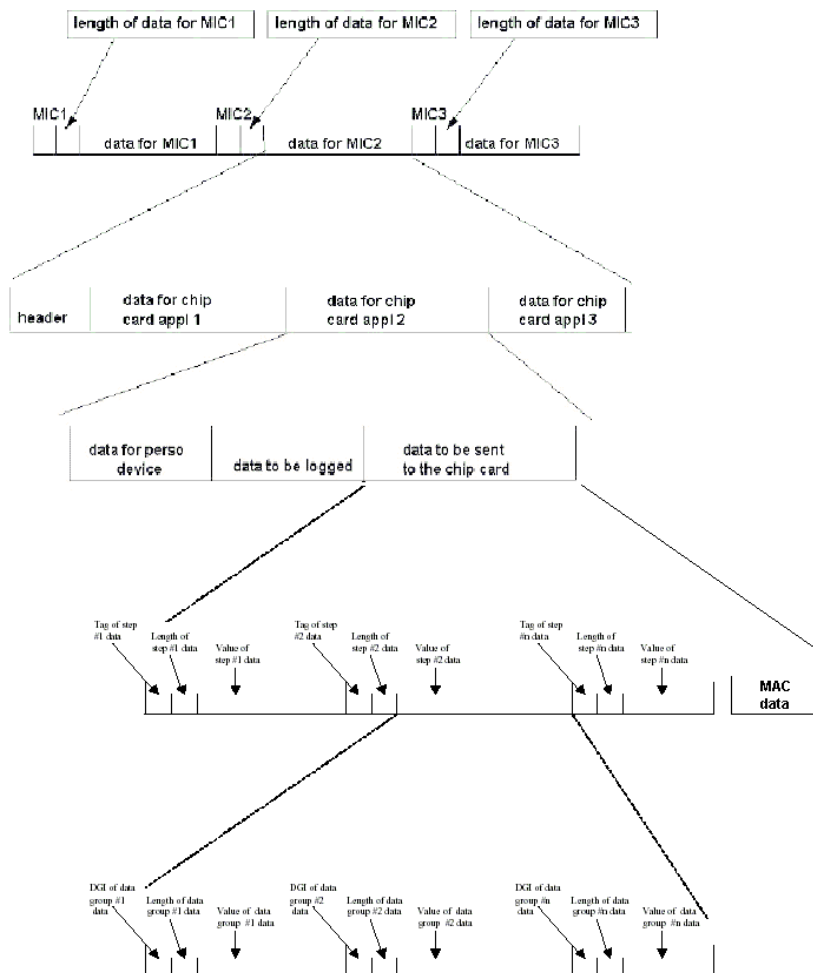 length of data for MIC1
length of data for MIC2
length of data for MIC3
MIC1
MIC2
MIC3
data for MIC1
data for MIC2
data for MIC3
header
data for chip
card appl 1
data for chip
card appl 2
data for chip
card appl 3
data for perso
device
data to be logged
data to be sent
to the chip card
Tag of step
#1 data
Length of
step #1 data
Value of
step #1 data
Tag of step
#2 data
Length of
step #2 data
Value of
step #2 data
Tag of step
#n data
Length of
step #n data
Value of
step #n data
MAC
data
DGI of data
group #1
data
Length of data
group #1 data
Value of data
group #1 data
DGI of data
group #2
data
Length of data
group #2 data
Value of data
group #2 data
DGI of data
group #n
data
Length of data
group #n data
Value of data
group #n data